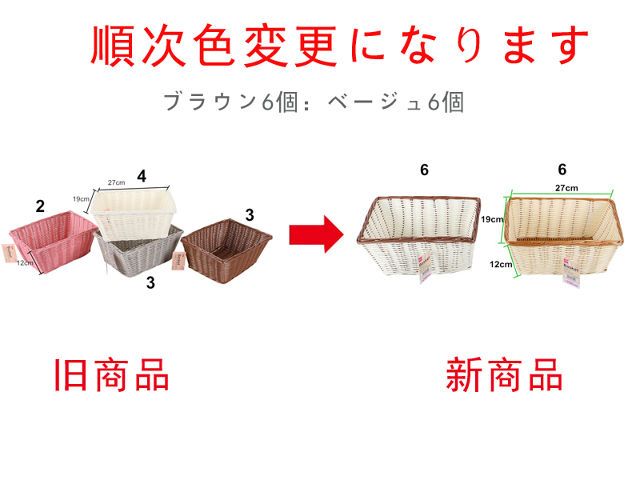 順次色変更になります
ブラウン6個：ベージュ6個
4
27cm
19cm
2
3
12cm
3
6
6
27cm
19cm
12cm
旧商品
新商品